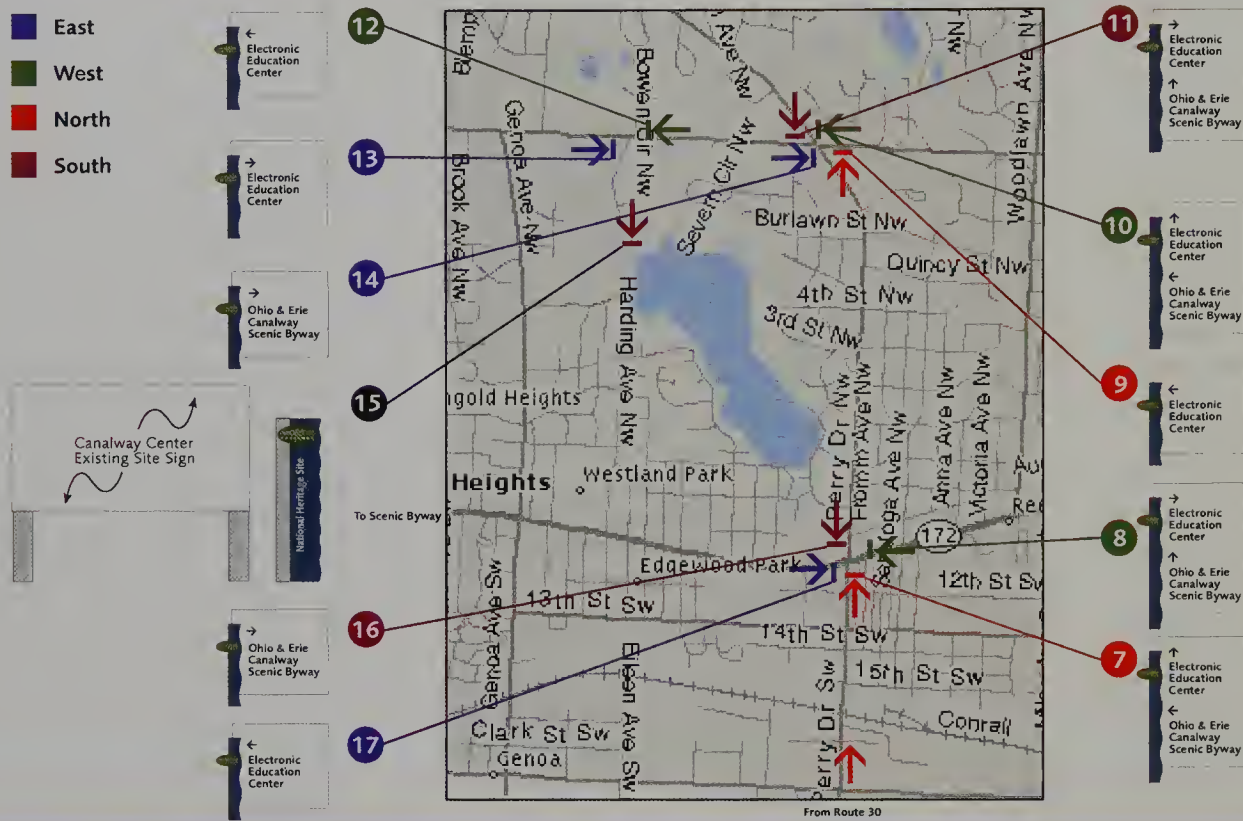 East
West
North
South
←
Electronic
Education
Center
12
→
Electronic
Education
Center
13
→
Ohio & Erie
Canalway
Scenic Byway
14
15
Canalway Center
Existing Site Sign
National Heritage Site
To Scenic Byway
→
Ohio & Erie
Canalway
Scenic Byway
16
←
Electronic
Education
Center
17
Genoa Ave Nw
Brook Ave Nw
Bowen Cir Nw
Severn Cir Nw
Ave Nw
Nw
Woodlawn Ave Nw
Burlawn St Nw
Quincy St Nw
4th St Nw
3rd St Nw
Harding Ave Nw
ngold Heights
Westland Park
Heights
Perry Dr Nw
Fromm Ave Nw
Anna Ave Nw
Victoria Ave Nw
172
Edgewood Park
12th St Sw
13th St Sw
14th St Sw
15th St Sw
Genoa Ave Sw
Ave Sw
Perry Dr Sw
Conrail
Clark St Sw
Genoa
From Route 30
11
→
Electronic
Education
Center
↑
Ohio & Erie
Canalway
Scenic Byway
10
↑
Electronic
Education
Center
←
Ohio & Erie
Canalway
Scenic Byway
9
←
Electronic
Education
Center
8
→
Electronic
Education
Center
↑
Ohio & Erie
Canalway
Scenic Byway
7
↑
Electronic
Education
Center
←
Ohio & Erie
Canalway
Scenic Byway